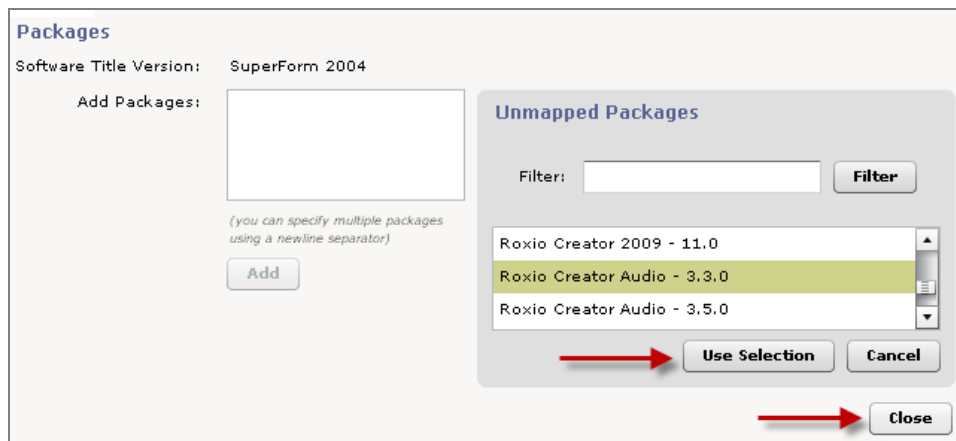 Packages
Software Title Version: SuperForm 2004
Add Packages:
(you can specify multiple packages
using a newline separator)
Add
Unmapped Packages
Filter: Filter
Roxio Creator 2009 - 11.0
Roxio Creator Audio - 3.3.0
Roxio Creator Audio - 3.5.0
Use Selection Cancel
Close